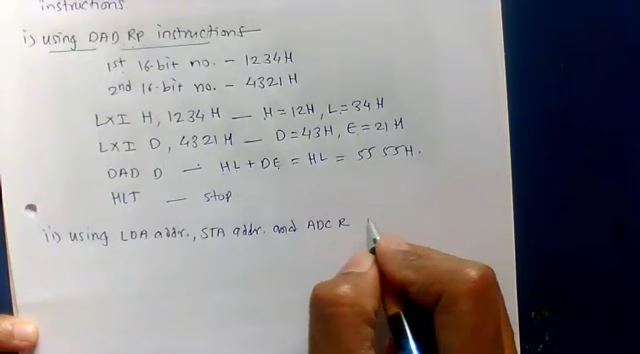 instructions
i) using DAD Rp instructions
1st 16-bit no. - 1234H
2nd 16-bit no. - 4321H
LXI H, 1234H — H=12H, L=34H
LXI D, 4321H — D=43H, E=21H
DAD D — HL+DE = HL = 5555H.
HLT — stop
ii) using LDA addr., STA addr. and ADC R